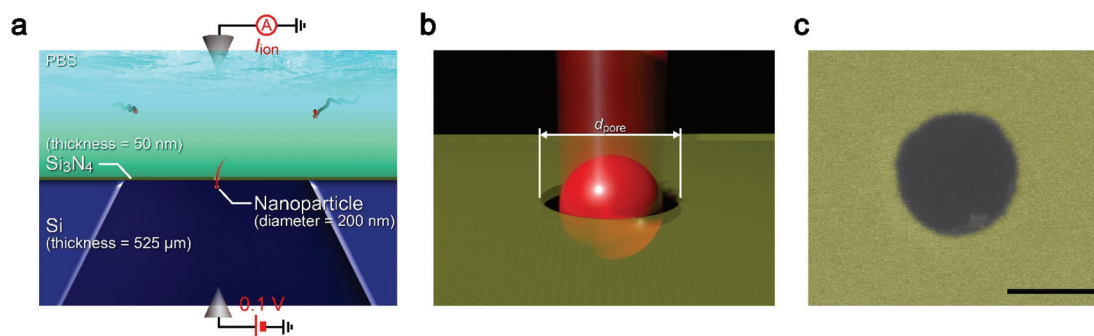 a
A
I_ion
PBS
(thickness = 50 nm)
Si₃N₄
Nanoparticle
(diameter = 200 nm)
Si
(thickness = 525 μm)
0.1 V
b
d_pore
c